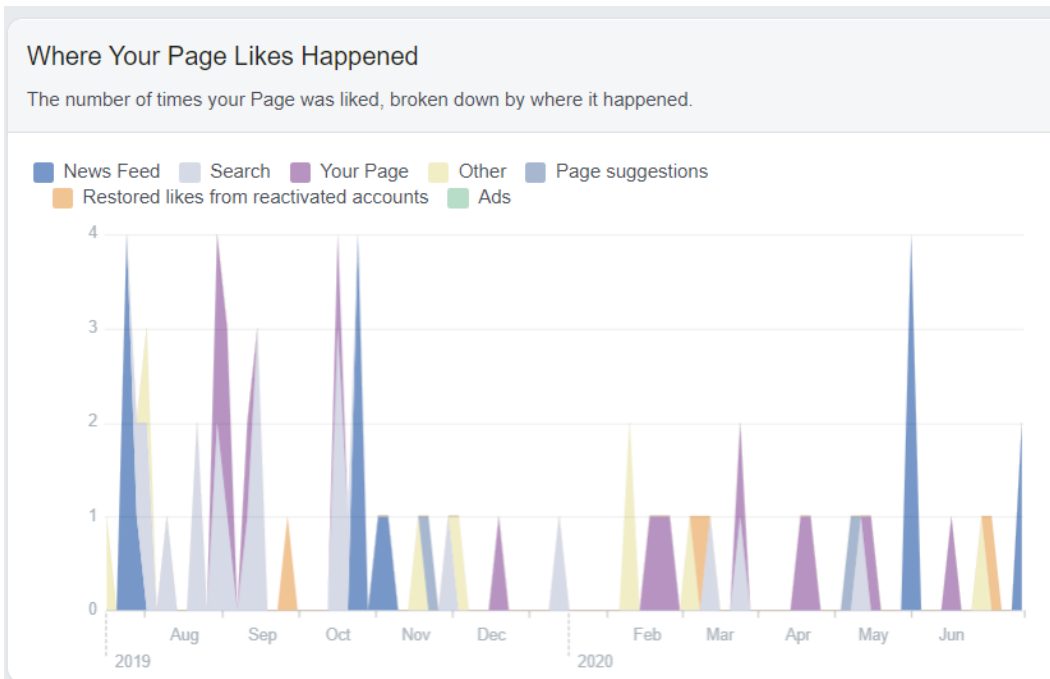 Where Your Page Likes Happened
The number of times your Page was liked, broken down by where it happened.
News Feed Search Your Page Other Page suggestions
Restored likes from reactivated accounts Ads
4
3
2
1
0
Aug Sep Oct Nov Dec Feb Mar Apr May Jun
2019 2020